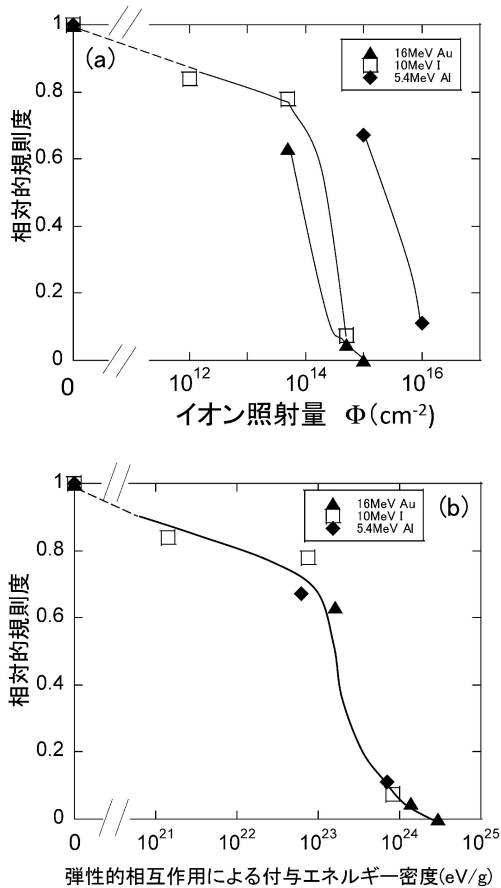 (a)
16MeV Au
10MeV I
5.4MeV Al
相対的規則度
1
0.8
0.6
0.4
0.2
0
0
10¹²
10¹⁴
10¹⁶
イオン照射量 Φ(cm⁻²)
(b)
16MeV Au
10MeV I
5.4MeV Al
相対的規則度
1
0.8
0.6
0.4
0.2
0
0
10²¹
10²²
10²³
10²⁴
10²⁵
弾性的相互作用による付与エネルギー密度(eV/g)